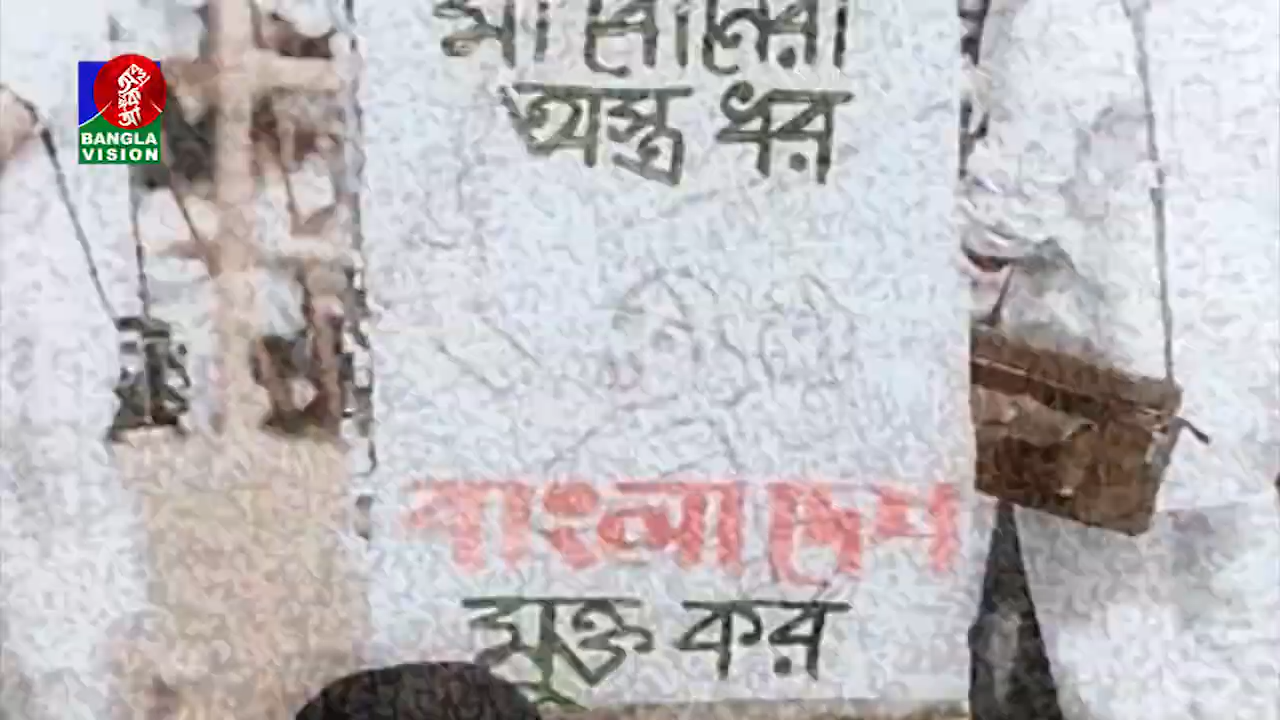 মা বোনেরা
অস্ত্র ধর
বাংলাদেশ
মুক্ত কর
BANGLA
VISION